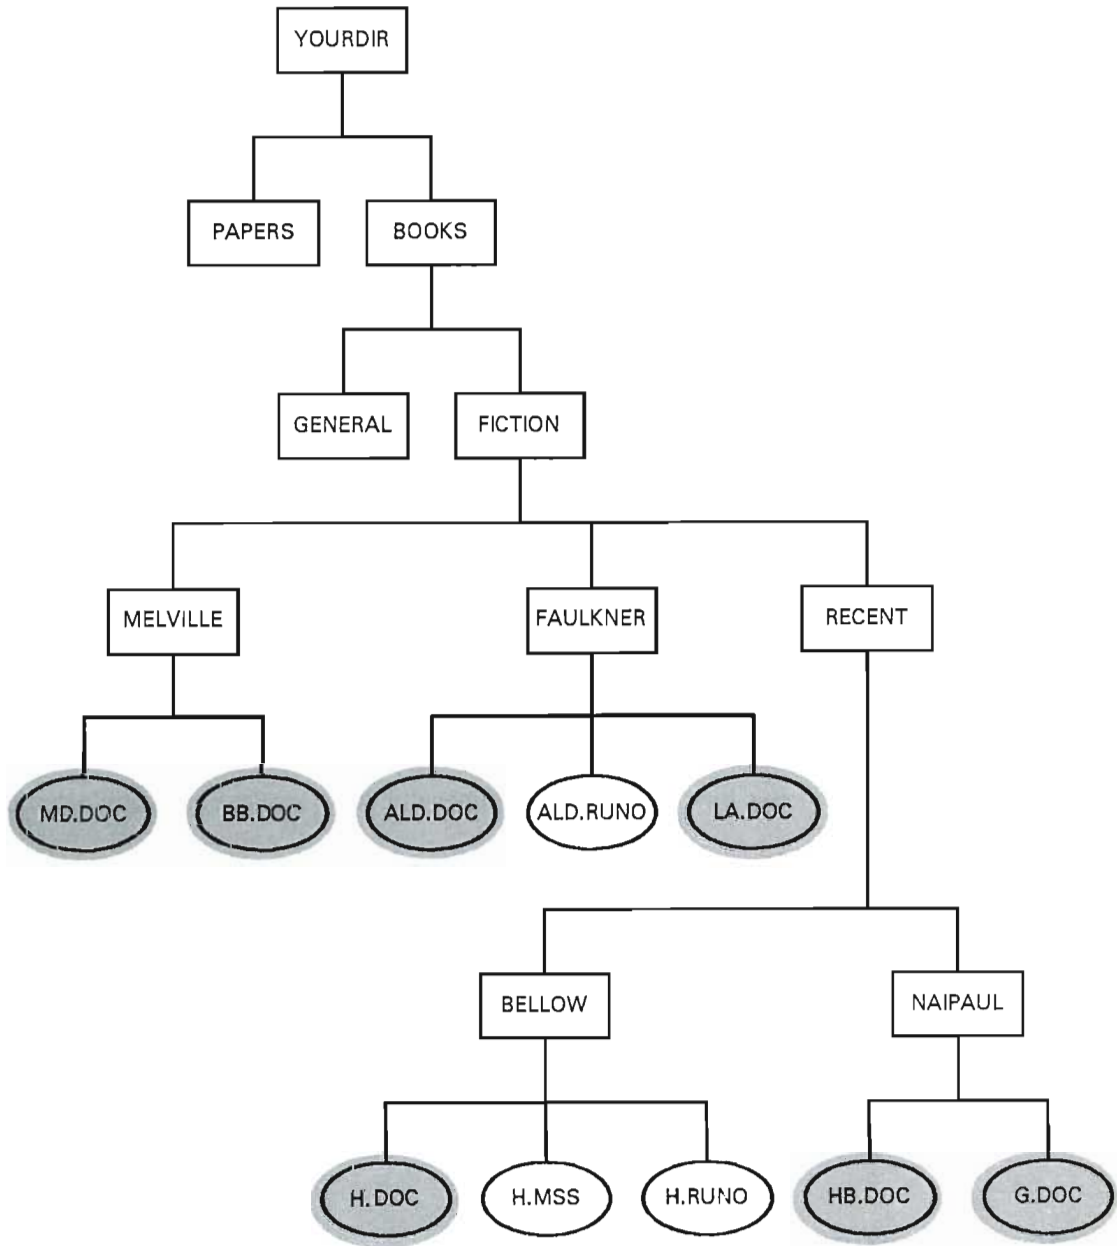 YOURDIR
PAPERS
BOOKS
GENERAL
FICTION
MELVILLE
FAULKNER
RECENT
MD.DOC
BB.DOC
ALD.DOC
ALD.RUNO
LA.DOC
BELLOW
NAIPAUL
H.DOC
H.MSS
H.RUNO
HB.DOC
G.DOC